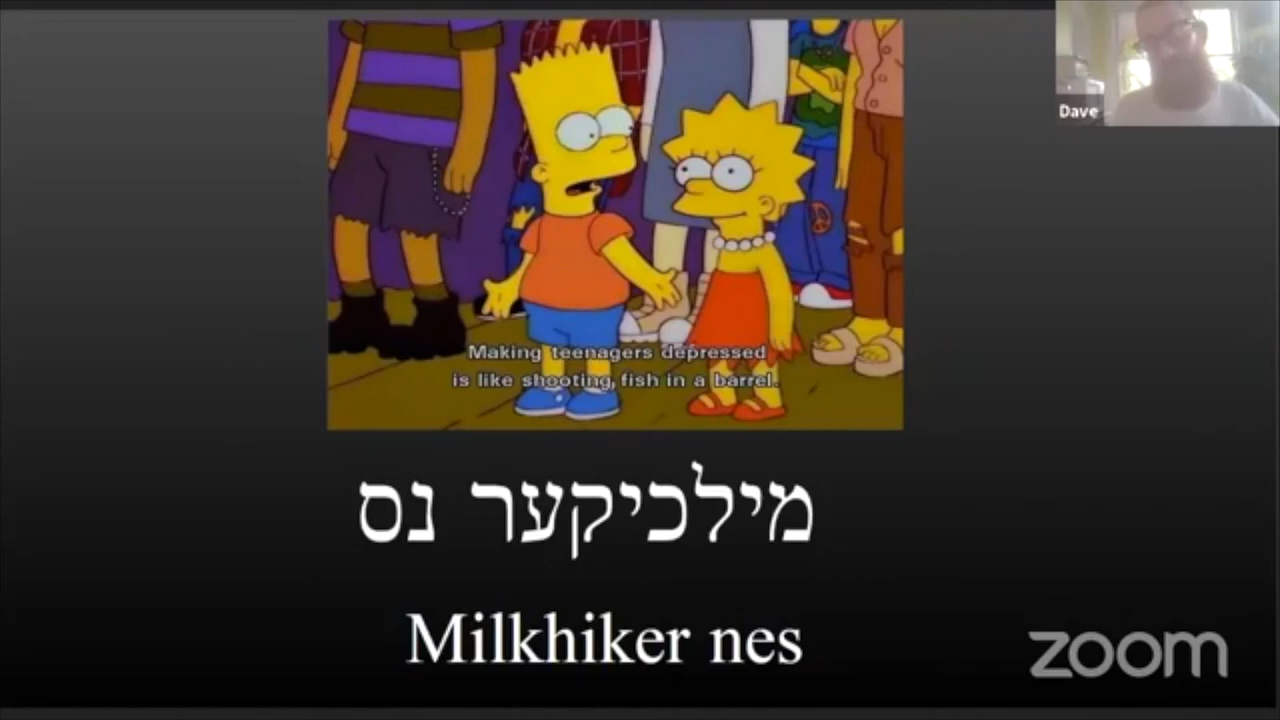 Dave
Making teenagers depressed
is like shooting fish in a barrel.
מילכיקער נס
Milkhiker nes
zoom